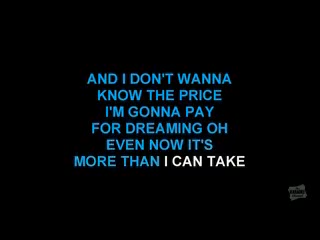 AND I DON'T WANNA
KNOW THE PRICE
I'M GONNA PAY
FOR DREAMING OH
EVEN NOW IT'S
MORE THAN I CAN TAKE